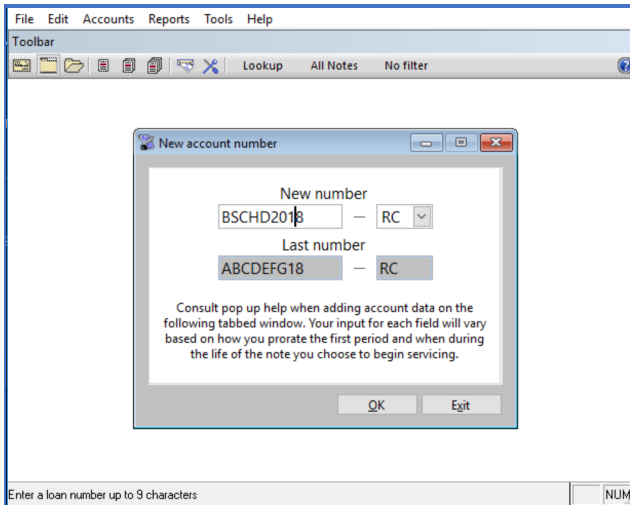 File Edit Accounts Reports Tools Help
Toolbar
Lookup All Notes No filter
New account number
New number
BSCHD2018 — RC
Last number
ABCDEFG18 — RC
Consult pop up help when adding account data on the
following tabbed window. Your input for each field will vary
based on how you prorate the first period and when during
the life of the note you choose to begin servicing.
OK Exit
Enter a loan number up to 9 characters NUM